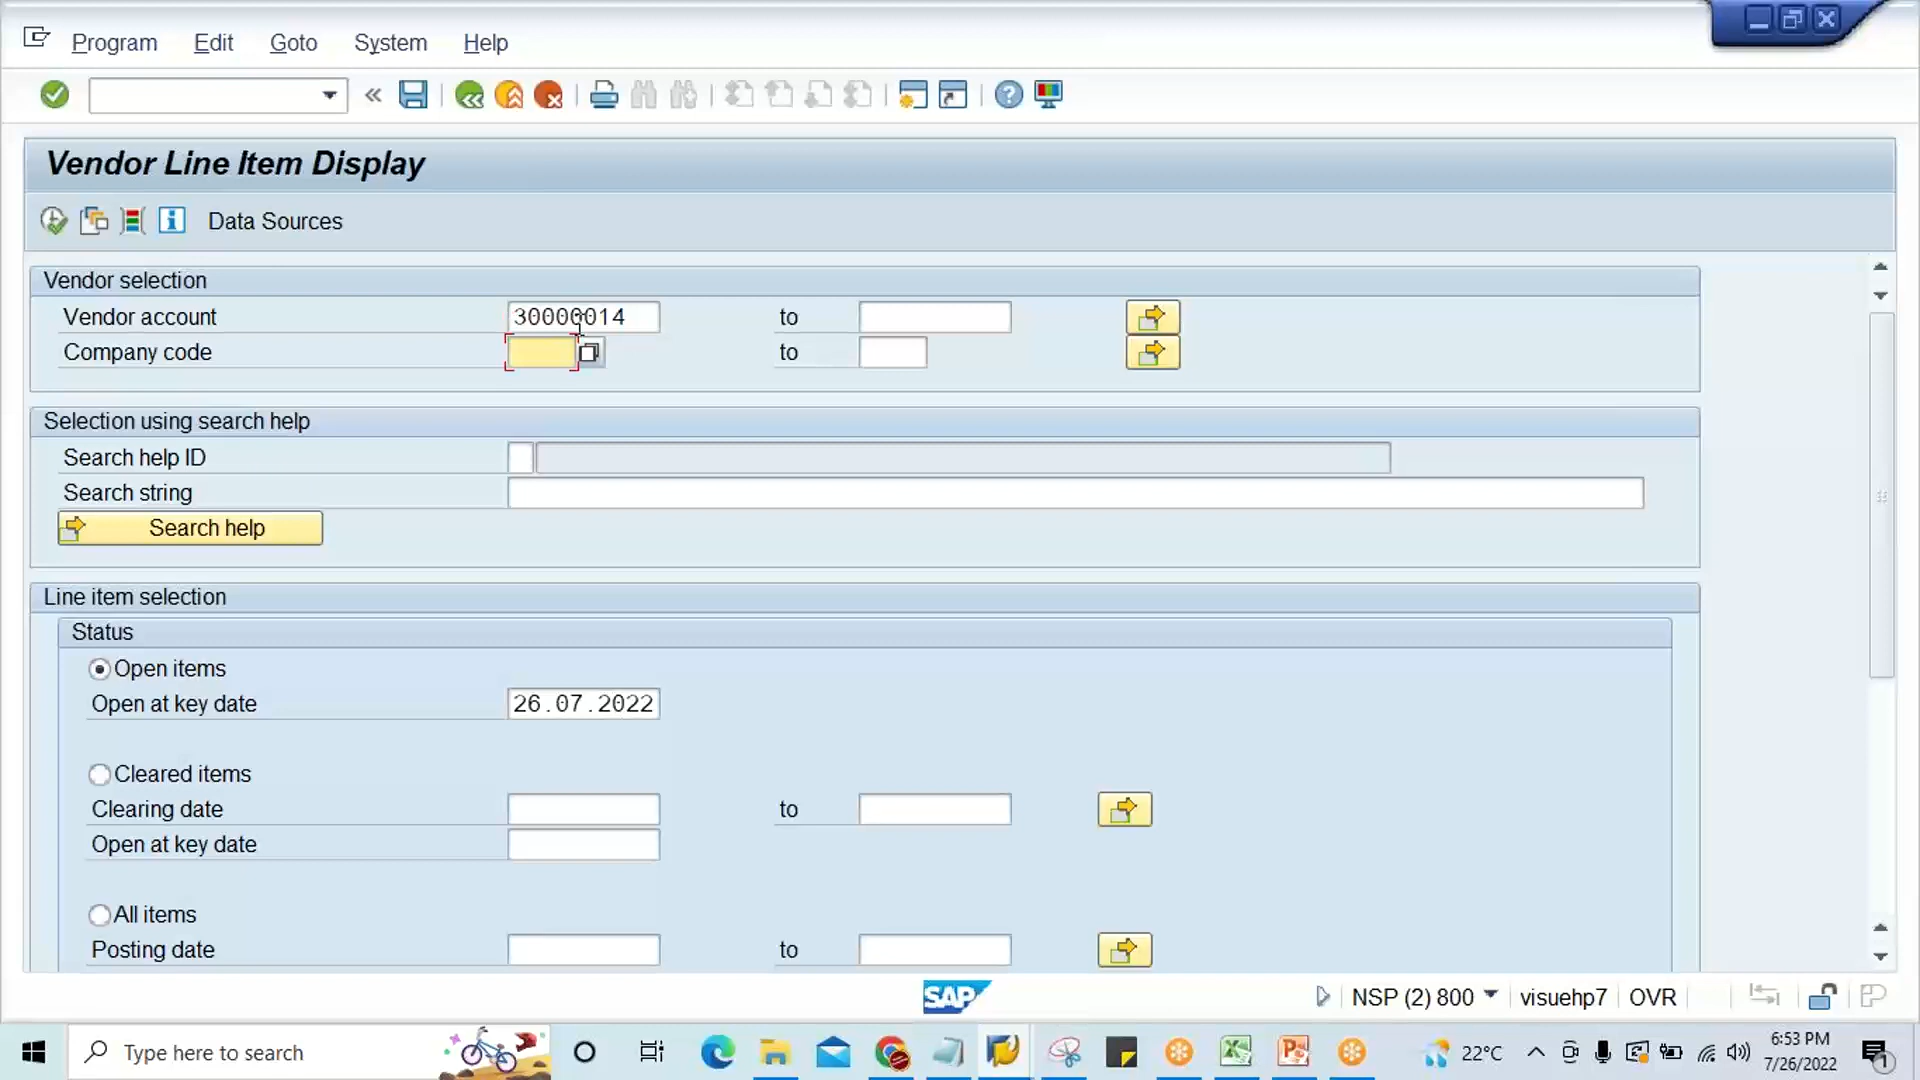 Program Edit Goto System Help
Vendor Line Item Display
Data Sources
Vendor selection
Vendor account 30000014 to
Company code to
Selection using search help
Search help ID
Search string
Search help
Line item selection
Status
Open items
Open at key date 26.07.2022
Cleared items
Clearing date to
Open at key date
All items
Posting date to
SAP NSP (2) 800 visuehp7 OVR
Type here to search 22°C 6:53 PM
7/26/2022 1